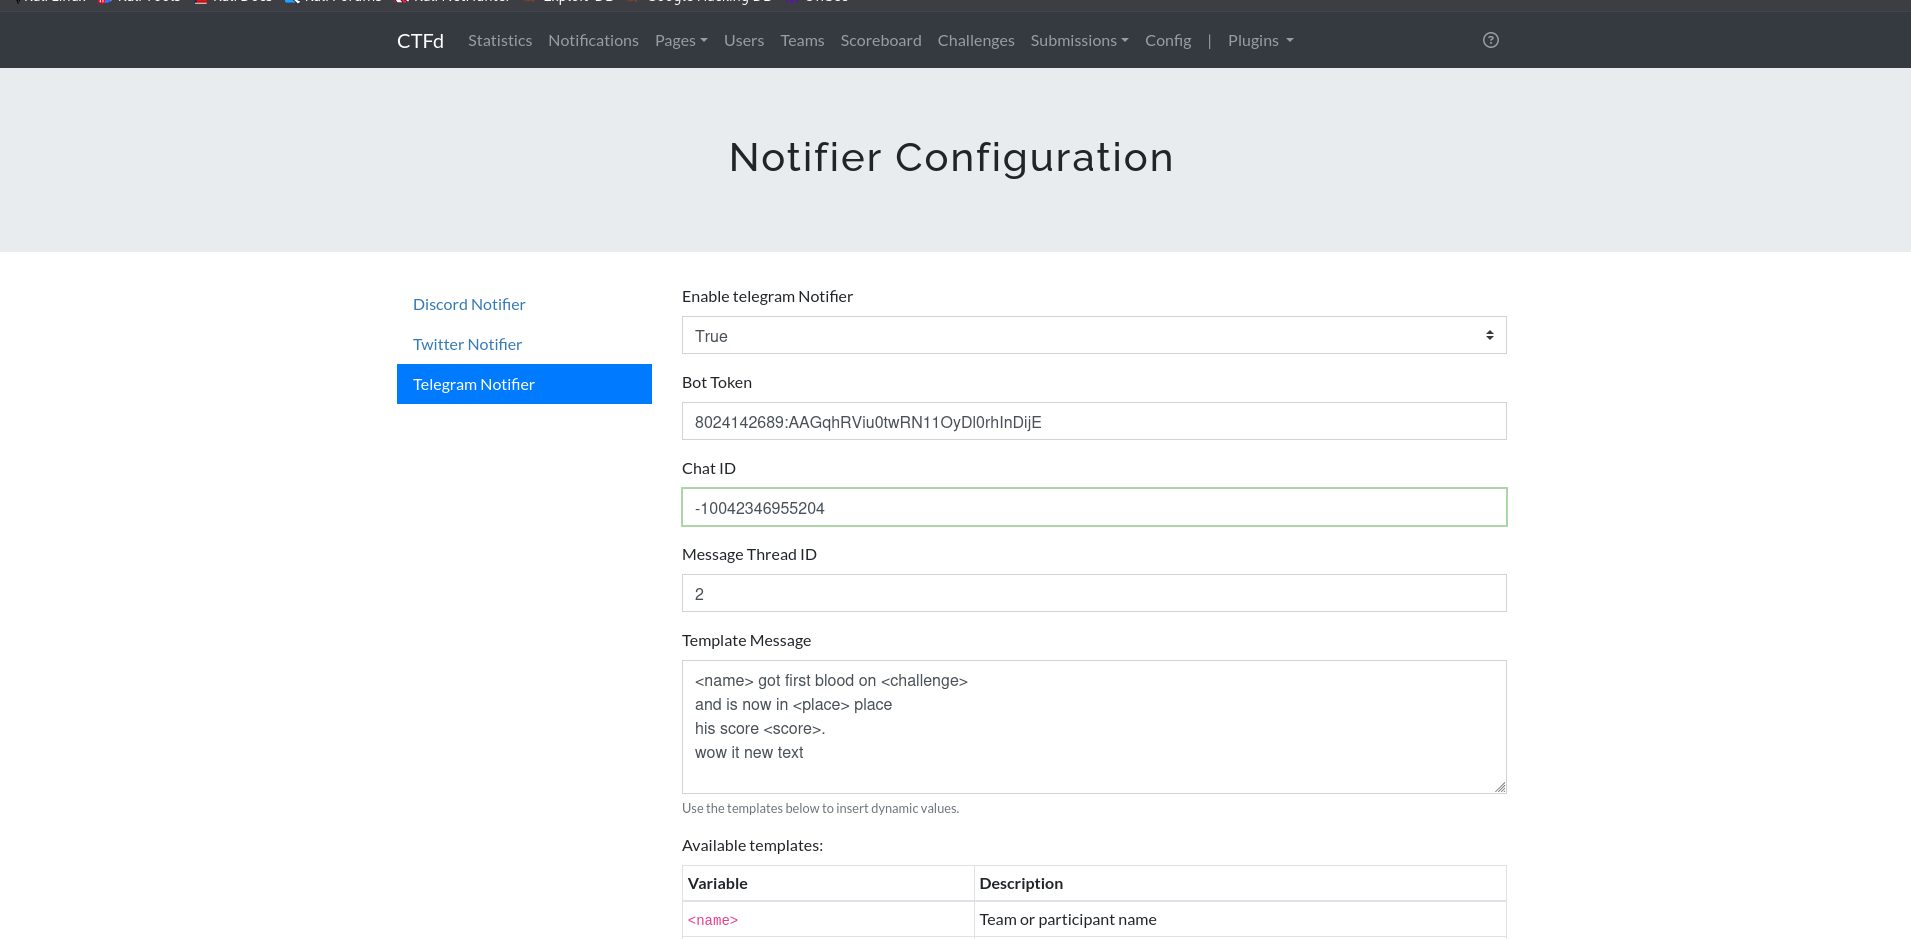 CTFd Statistics Notifications Pages Users Teams Scoreboard Challenges Submissions Config | Plugins
Notifier Configuration
Discord Notifier
Twitter Notifier
Telegram Notifier
Enable telegram Notifier
True
Bot Token
8024142689:AAGqhRViu0twRN11OyDl0rhInDijE
Chat ID
-10042346955204
Message Thread ID
2
Template Message
<name> got first blood on <challenge>
and is now in <place> place
his score <score>.
wow it new text
Use the templates below to insert dynamic values.
Available templates:
Variable Description
<name> Team or participant name